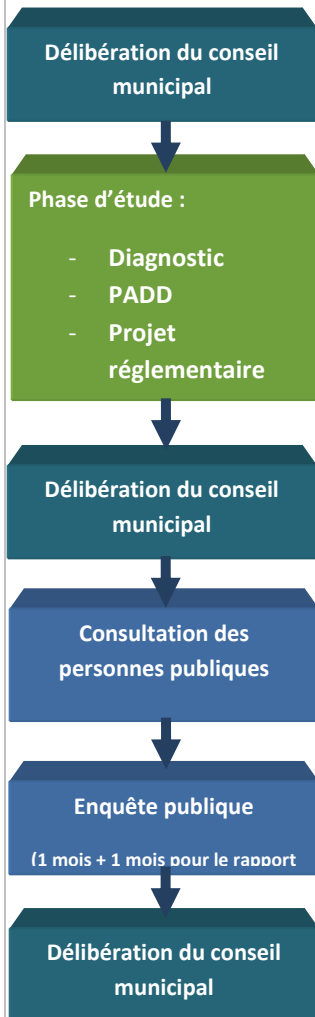 Délibération du conseil
municipal
Phase d’étude :
- Diagnostic
- PADD
- Projet
réglementaire
Délibération du conseil
municipal
Consultation des
personnes publiques
Enquête publique
(1 mois + 1 mois pour le rapport
Délibération du conseil
municipal